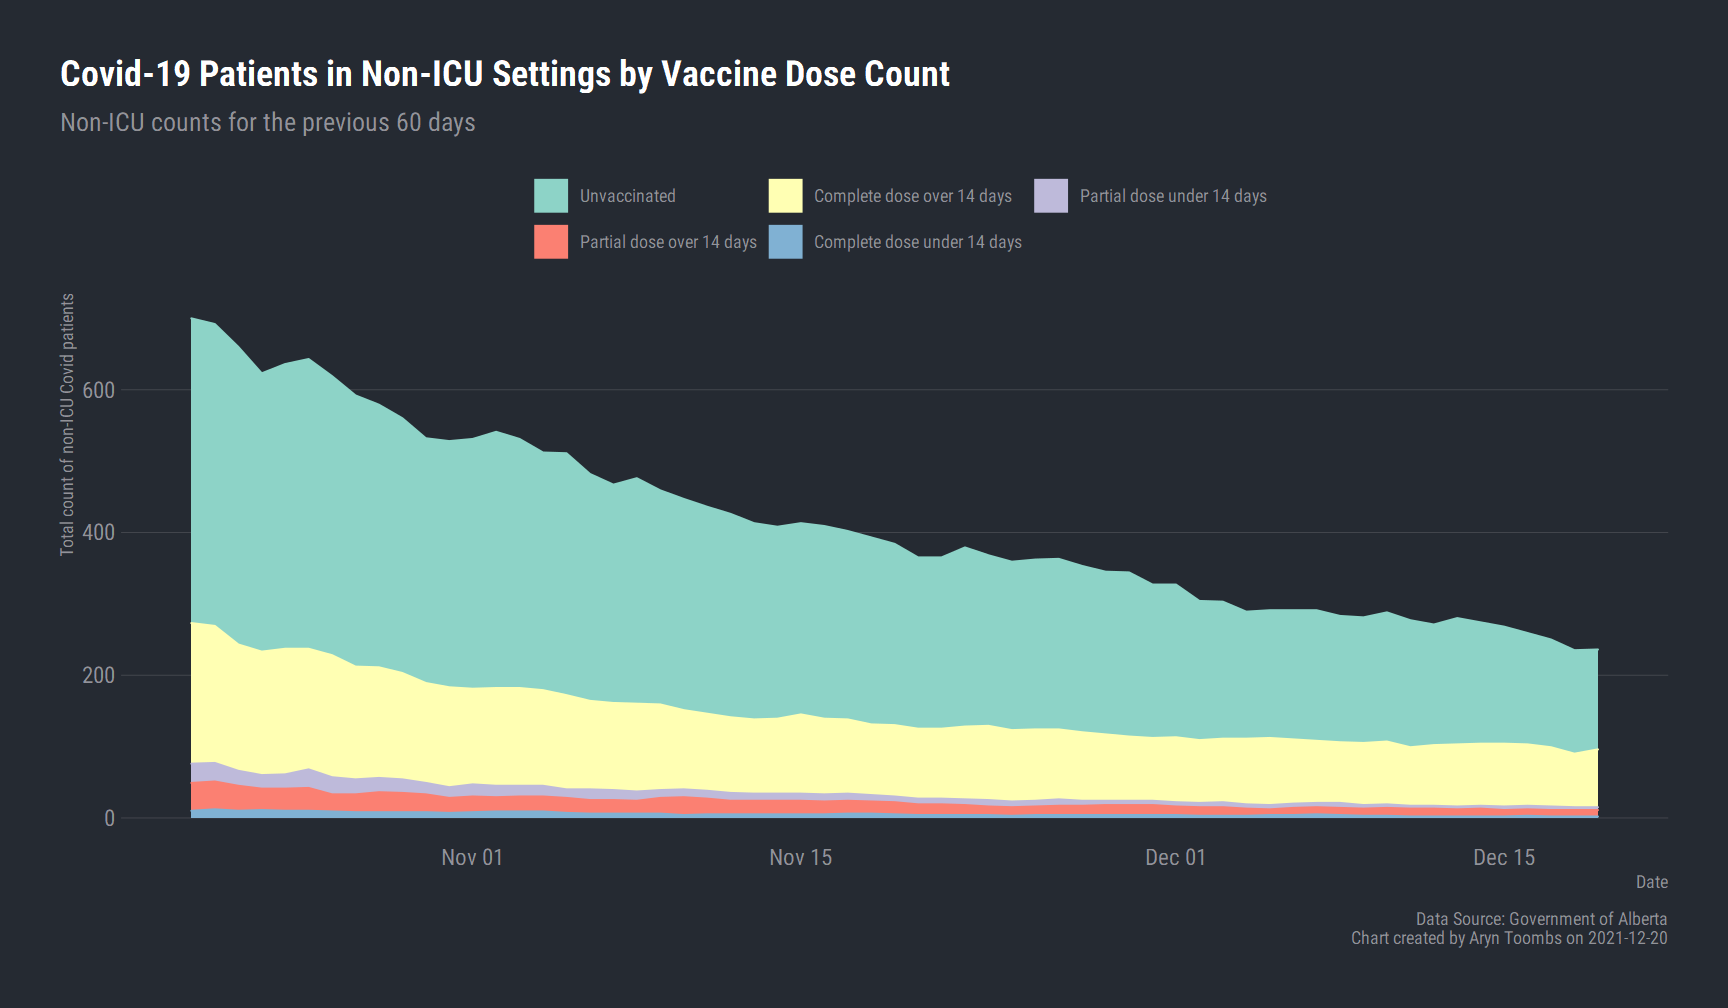 Covid-19 Patients in Non-ICU Settings by Vaccine Dose Count
Non-ICU counts for the previous 60 days
Unvaccinated
Complete dose over 14 days
Partial dose under 14 days
Partial dose over 14 days
Complete dose under 14 days
Total count of non-ICU Covid patients
600
400
200
0
Nov 01
Nov 15
Dec 01
Dec 15
Date
Data Source: Government of Alberta
Chart created by Aryn Toombs on 2021-12-20